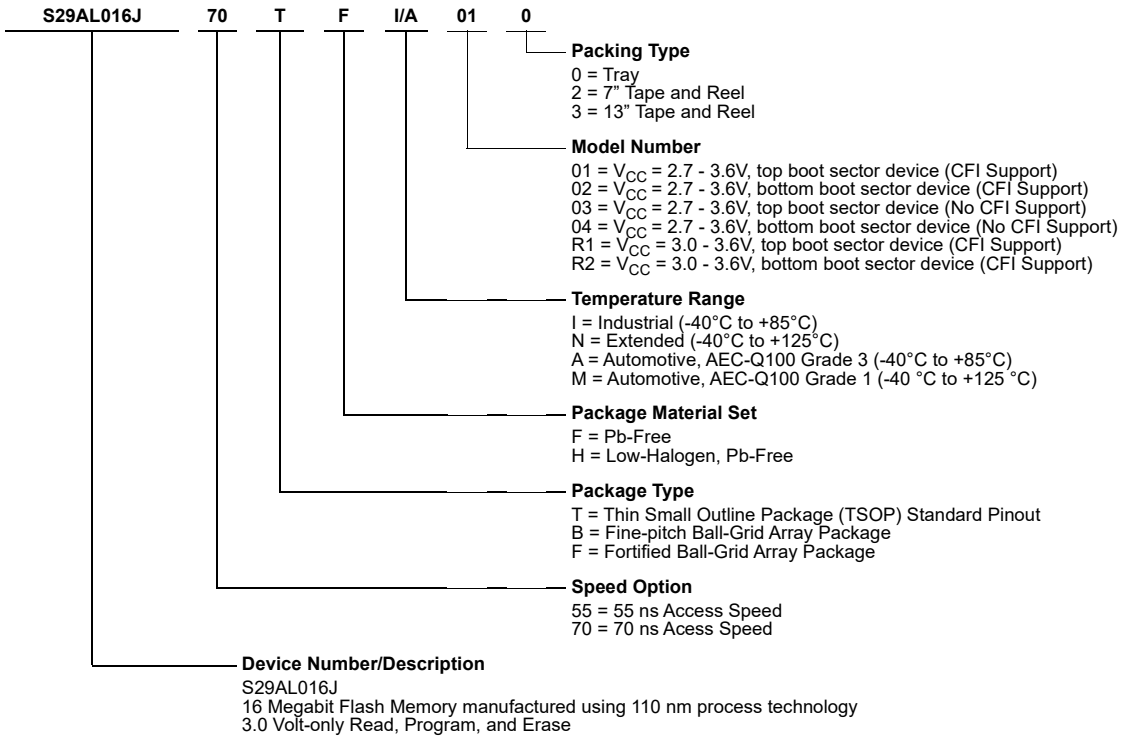 S29AL016J 70 T F I/A 01 0
Packing Type
0 = Tray
2 = 7” Tape and Reel
3 = 13” Tape and Reel
Model Number
01 = VCC = 2.7 - 3.6V, top boot sector device (CFI Support)
02 = VCC = 2.7 - 3.6V, bottom boot sector device (CFI Support)
03 = VCC = 2.7 - 3.6V, top boot sector device (No CFI Support)
04 = VCC = 2.7 - 3.6V, bottom boot sector device (No CFI Support)
R1 = VCC = 3.0 - 3.6V, top boot sector device (CFI Support)
R2 = VCC = 3.0 - 3.6V, bottom boot sector device (CFI Support)
Temperature Range
I = Industrial (-40°C to +85°C)
N = Extended (-40°C to +125°C)
A = Automotive, AEC-Q100 Grade 3 (-40°C to +85°C)
M = Automotive, AEC-Q100 Grade 1 (-40 °C to +125 °C)
Package Material Set
F = Pb-Free
H = Low-Halogen, Pb-Free
Package Type
T = Thin Small Outline Package (TSOP) Standard Pinout
B = Fine-pitch Ball-Grid Array Package
F = Fortified Ball-Grid Array Package
Speed Option
55 = 55 ns Access Speed
70 = 70 ns Acess Speed
Device Number/Description
S29AL016J
16 Megabit Flash Memory manufactured using 110 nm process technology
3.0 Volt-only Read, Program, and Erase